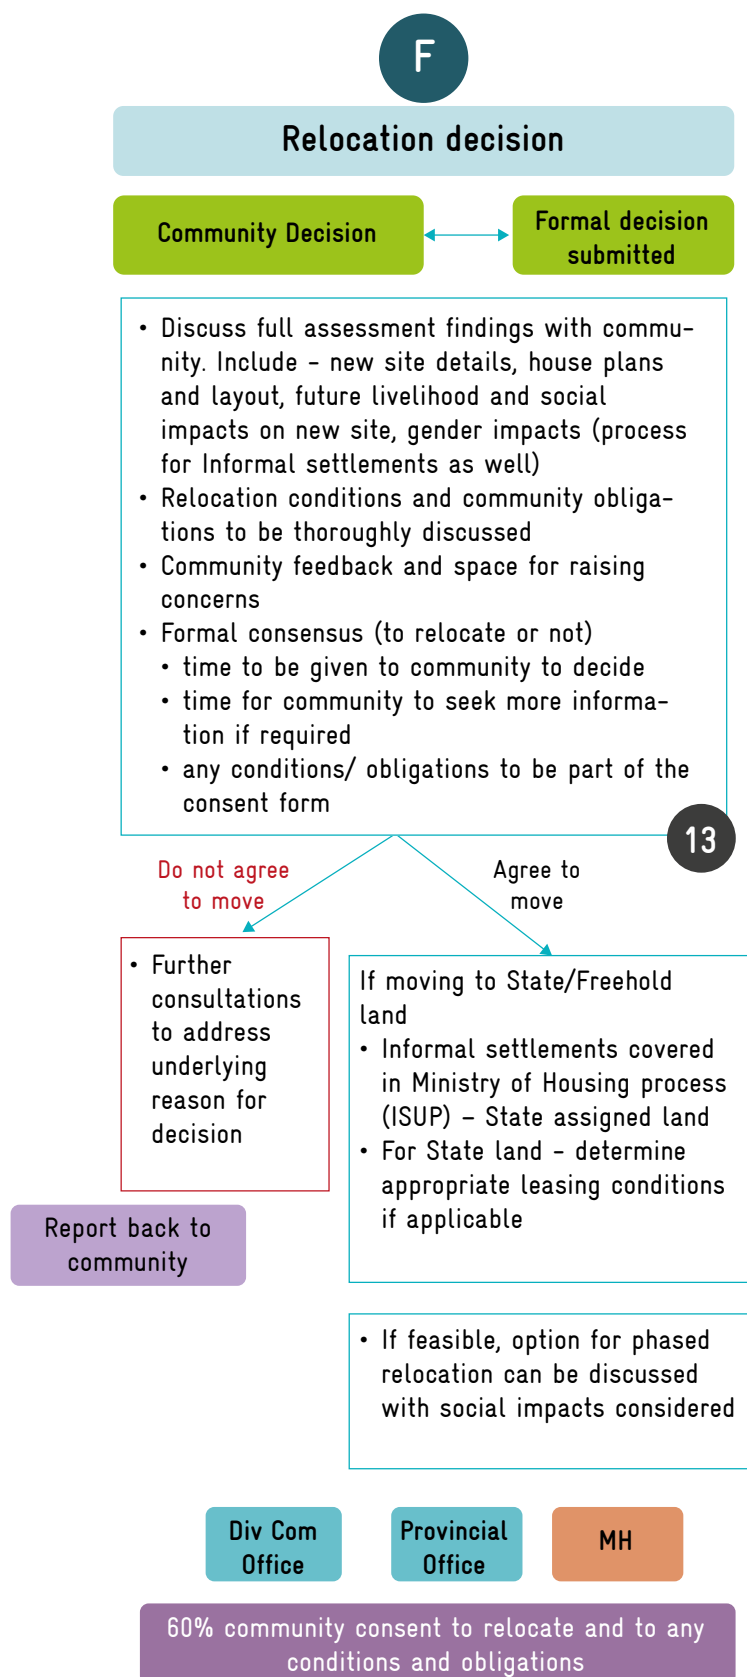 F
Relocation decision
Community Decision
Formal decision
submitted
• Discuss full assessment findings with commu-
nity. Include - new site details, house plans
and layout, future livelihood and social
impacts on new site, gender impacts (process
for Informal settlements as well)
• Relocation conditions and community obliga-
tions to be thoroughly discussed
• Community feedback and space for raising
concerns
• Formal consensus (to relocate or not)
• time to be given to community to decide
• time for community to seek more informa-
tion if required
• any conditions/ obligations to be part of the
consent form
13
Do not agree
to move
Agree to
move
• Further
consultations
to address
underlying
reason for
decision
If moving to State/Freehold
land
• Informal settlements covered
in Ministry of Housing process
(ISUP) – State assigned land
• For State land - determine
appropriate leasing conditions
if applicable
Report back to
community
• If feasible, option for phased
relocation can be discussed
with social impacts considered
Div Com
Office
Provincial
Office
MH
60% community consent to relocate and to any
conditions and obligations